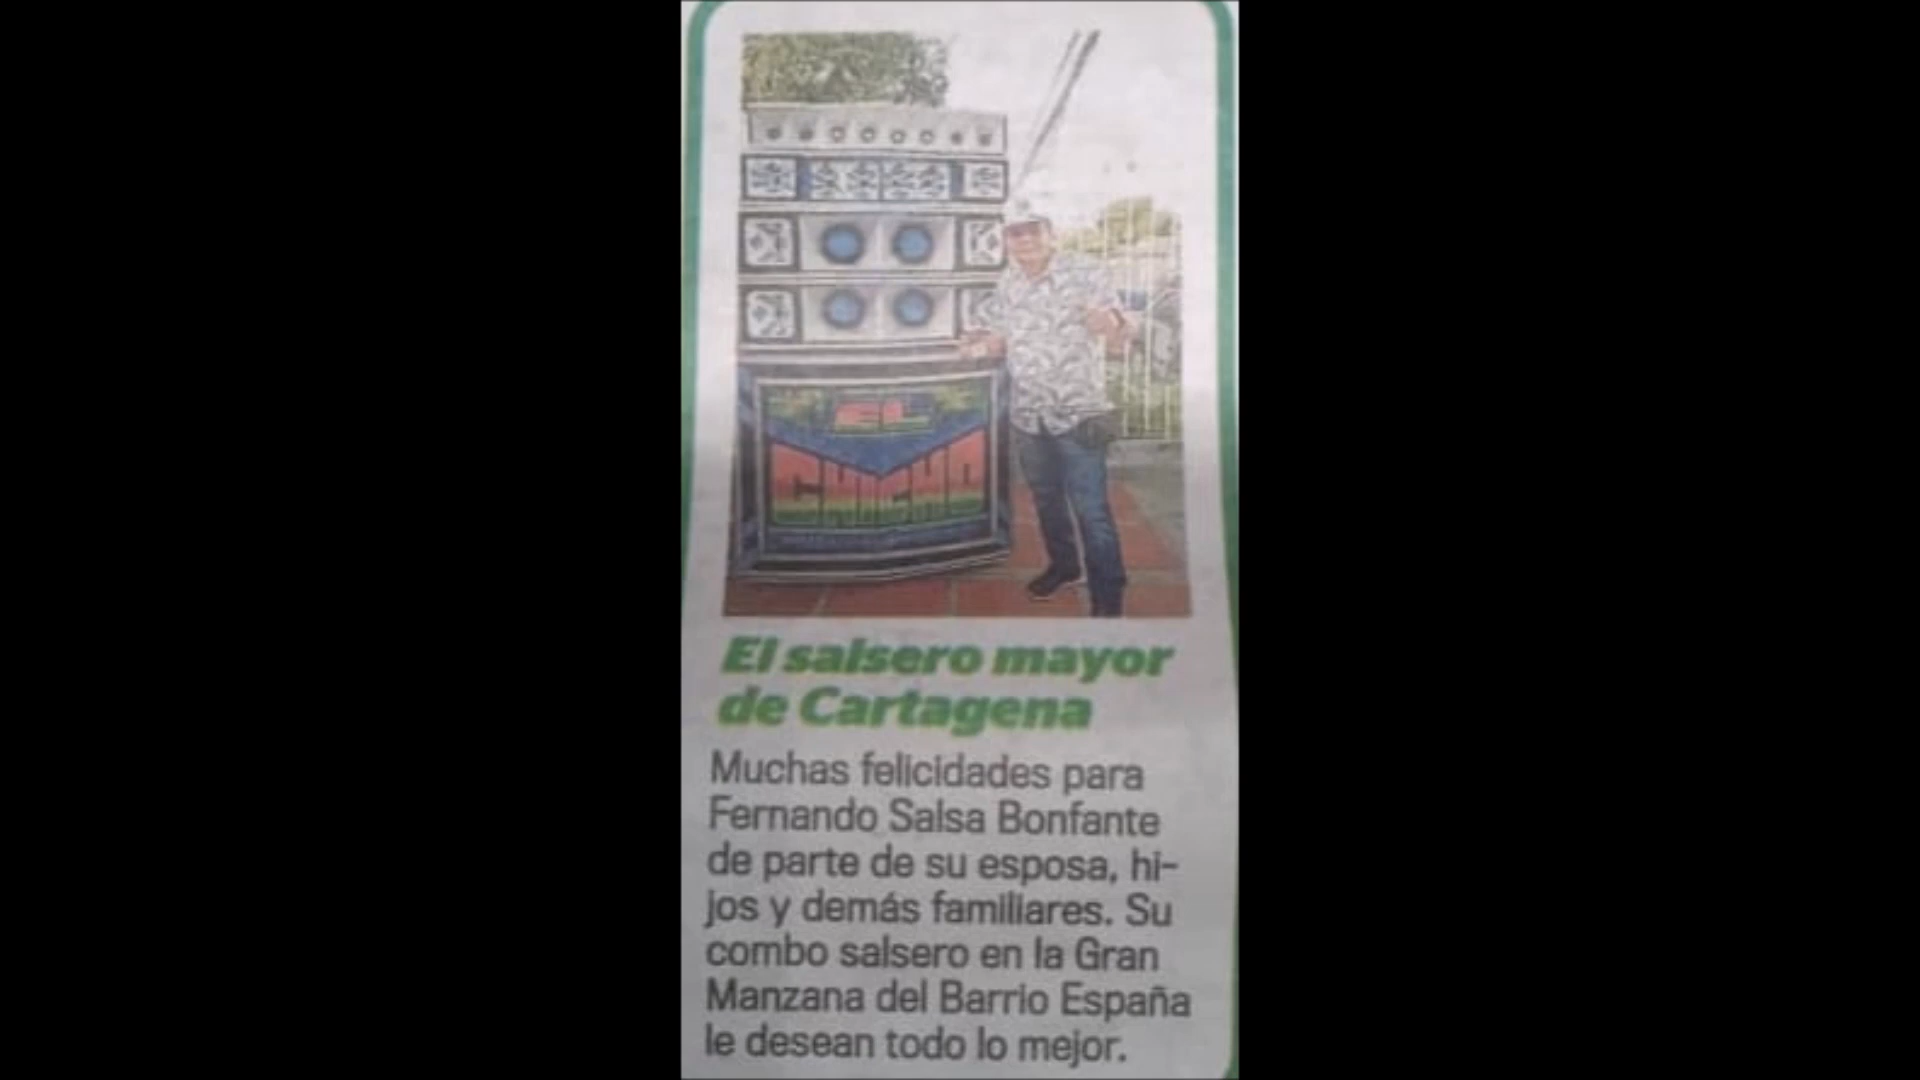 EL
CHICHO
El salsero mayor
de Cartagena
Muchas felicidades para
Fernando Salsa Bonfante
de parte de su esposa, hi-
jos y demás familiares. Su
combo salsero en la Gran
Manzana del Barrio España
le desean todo lo mejor.